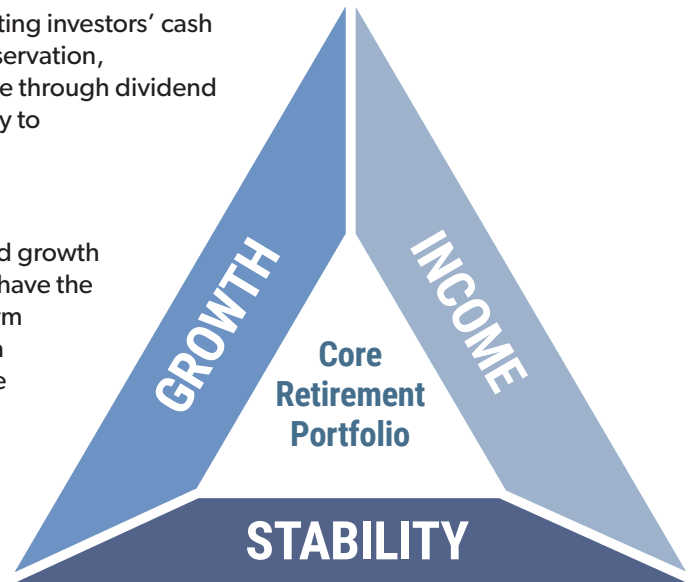 ting investors’ cash
servation,
e through dividend
y to
d growth
have the
rm
n
e
GROWTH
INCOME
Core
Retirement
Portfolio
STABILITY